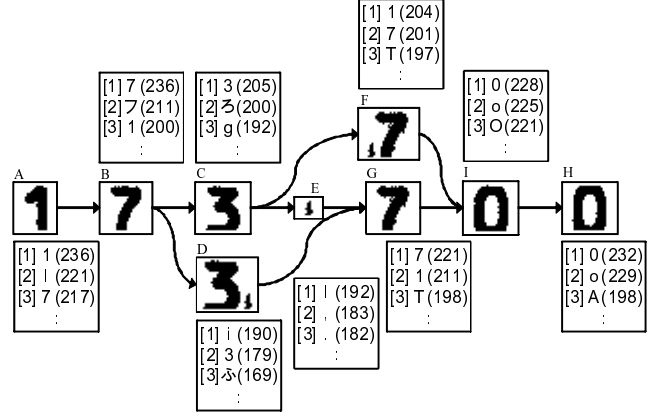 [1] 1 (204)
[2] 7 (201)
[3] T (197)
:
[1] 7 (236)
[2] フ (211)
[3] 1 (200)
:
[1] 3 (205)
[2] ろ (200)
[3] g (192)
:
[1] 0 (228)
[2] o (225)
[3] O (221)
:
F
,7
A
1
B
7
C
3
E
,
G
7
I
0
H
0
D
3,
[1] 1 (236)
[2] l (221)
[3] 7 (217)
:
[1] i (190)
[2] 3 (179)
[3] ふ (169)
:
[1] l (192)
[2] , (183)
[3] . (182)
:
[1] 7 (221)
[2] 1 (211)
[3] T (198)
:
[1] 0 (232)
[2] o (229)
[3] A (198)
: